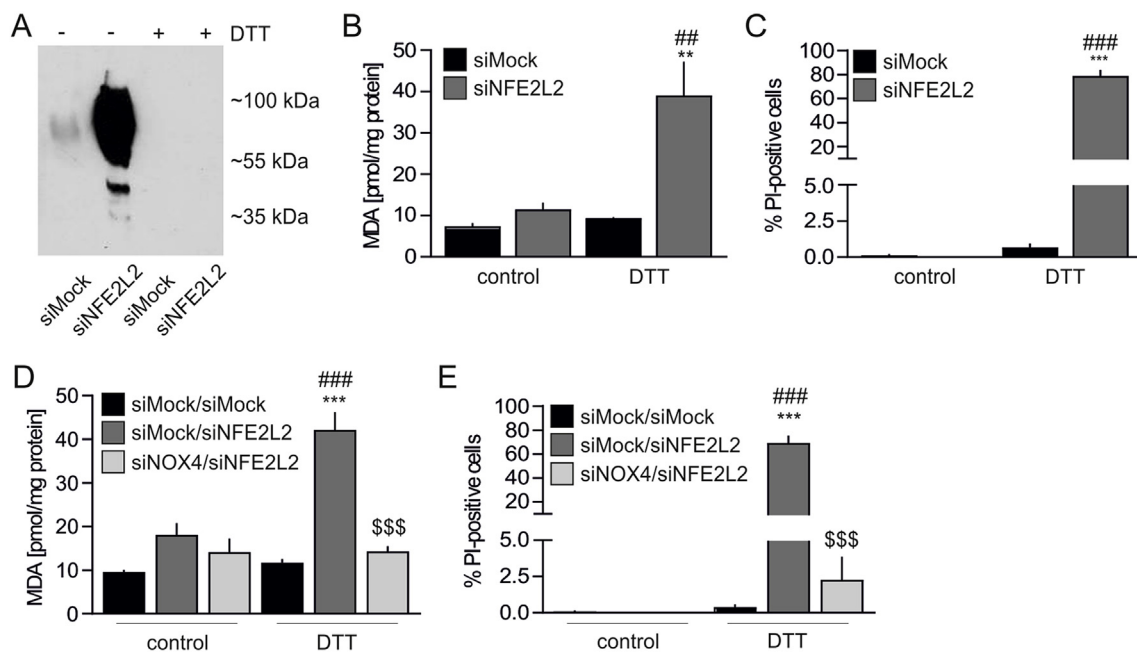 A
- - + + DTT
~100 kDa
~55 kDa
~35 kDa
siMock
siNFE2L2
siMock
siNFE2L2
B
MDA [pmol/mg protein]
50
40
30
20
10
0
siMock
siNFE2L2
##
**
control
DTT
C
% PI-positive cells
100
80
60
40
5.0
2.5
0.0
siMock
siNFE2L2
###
***
control
DTT
D
MDA [pmol/mg protein]
50
40
30
20
10
0
siMock/siMock
siMock/siNFE2L2
siNOX4/siNFE2L2
###
***
$$$
control
DTT
E
% PI-positive cells
100
80
60
40
5.0
2.5
0.0
siMock/siMock
siMock/siNFE2L2
siNOX4/siNFE2L2
###
***
$$$
control
DTT